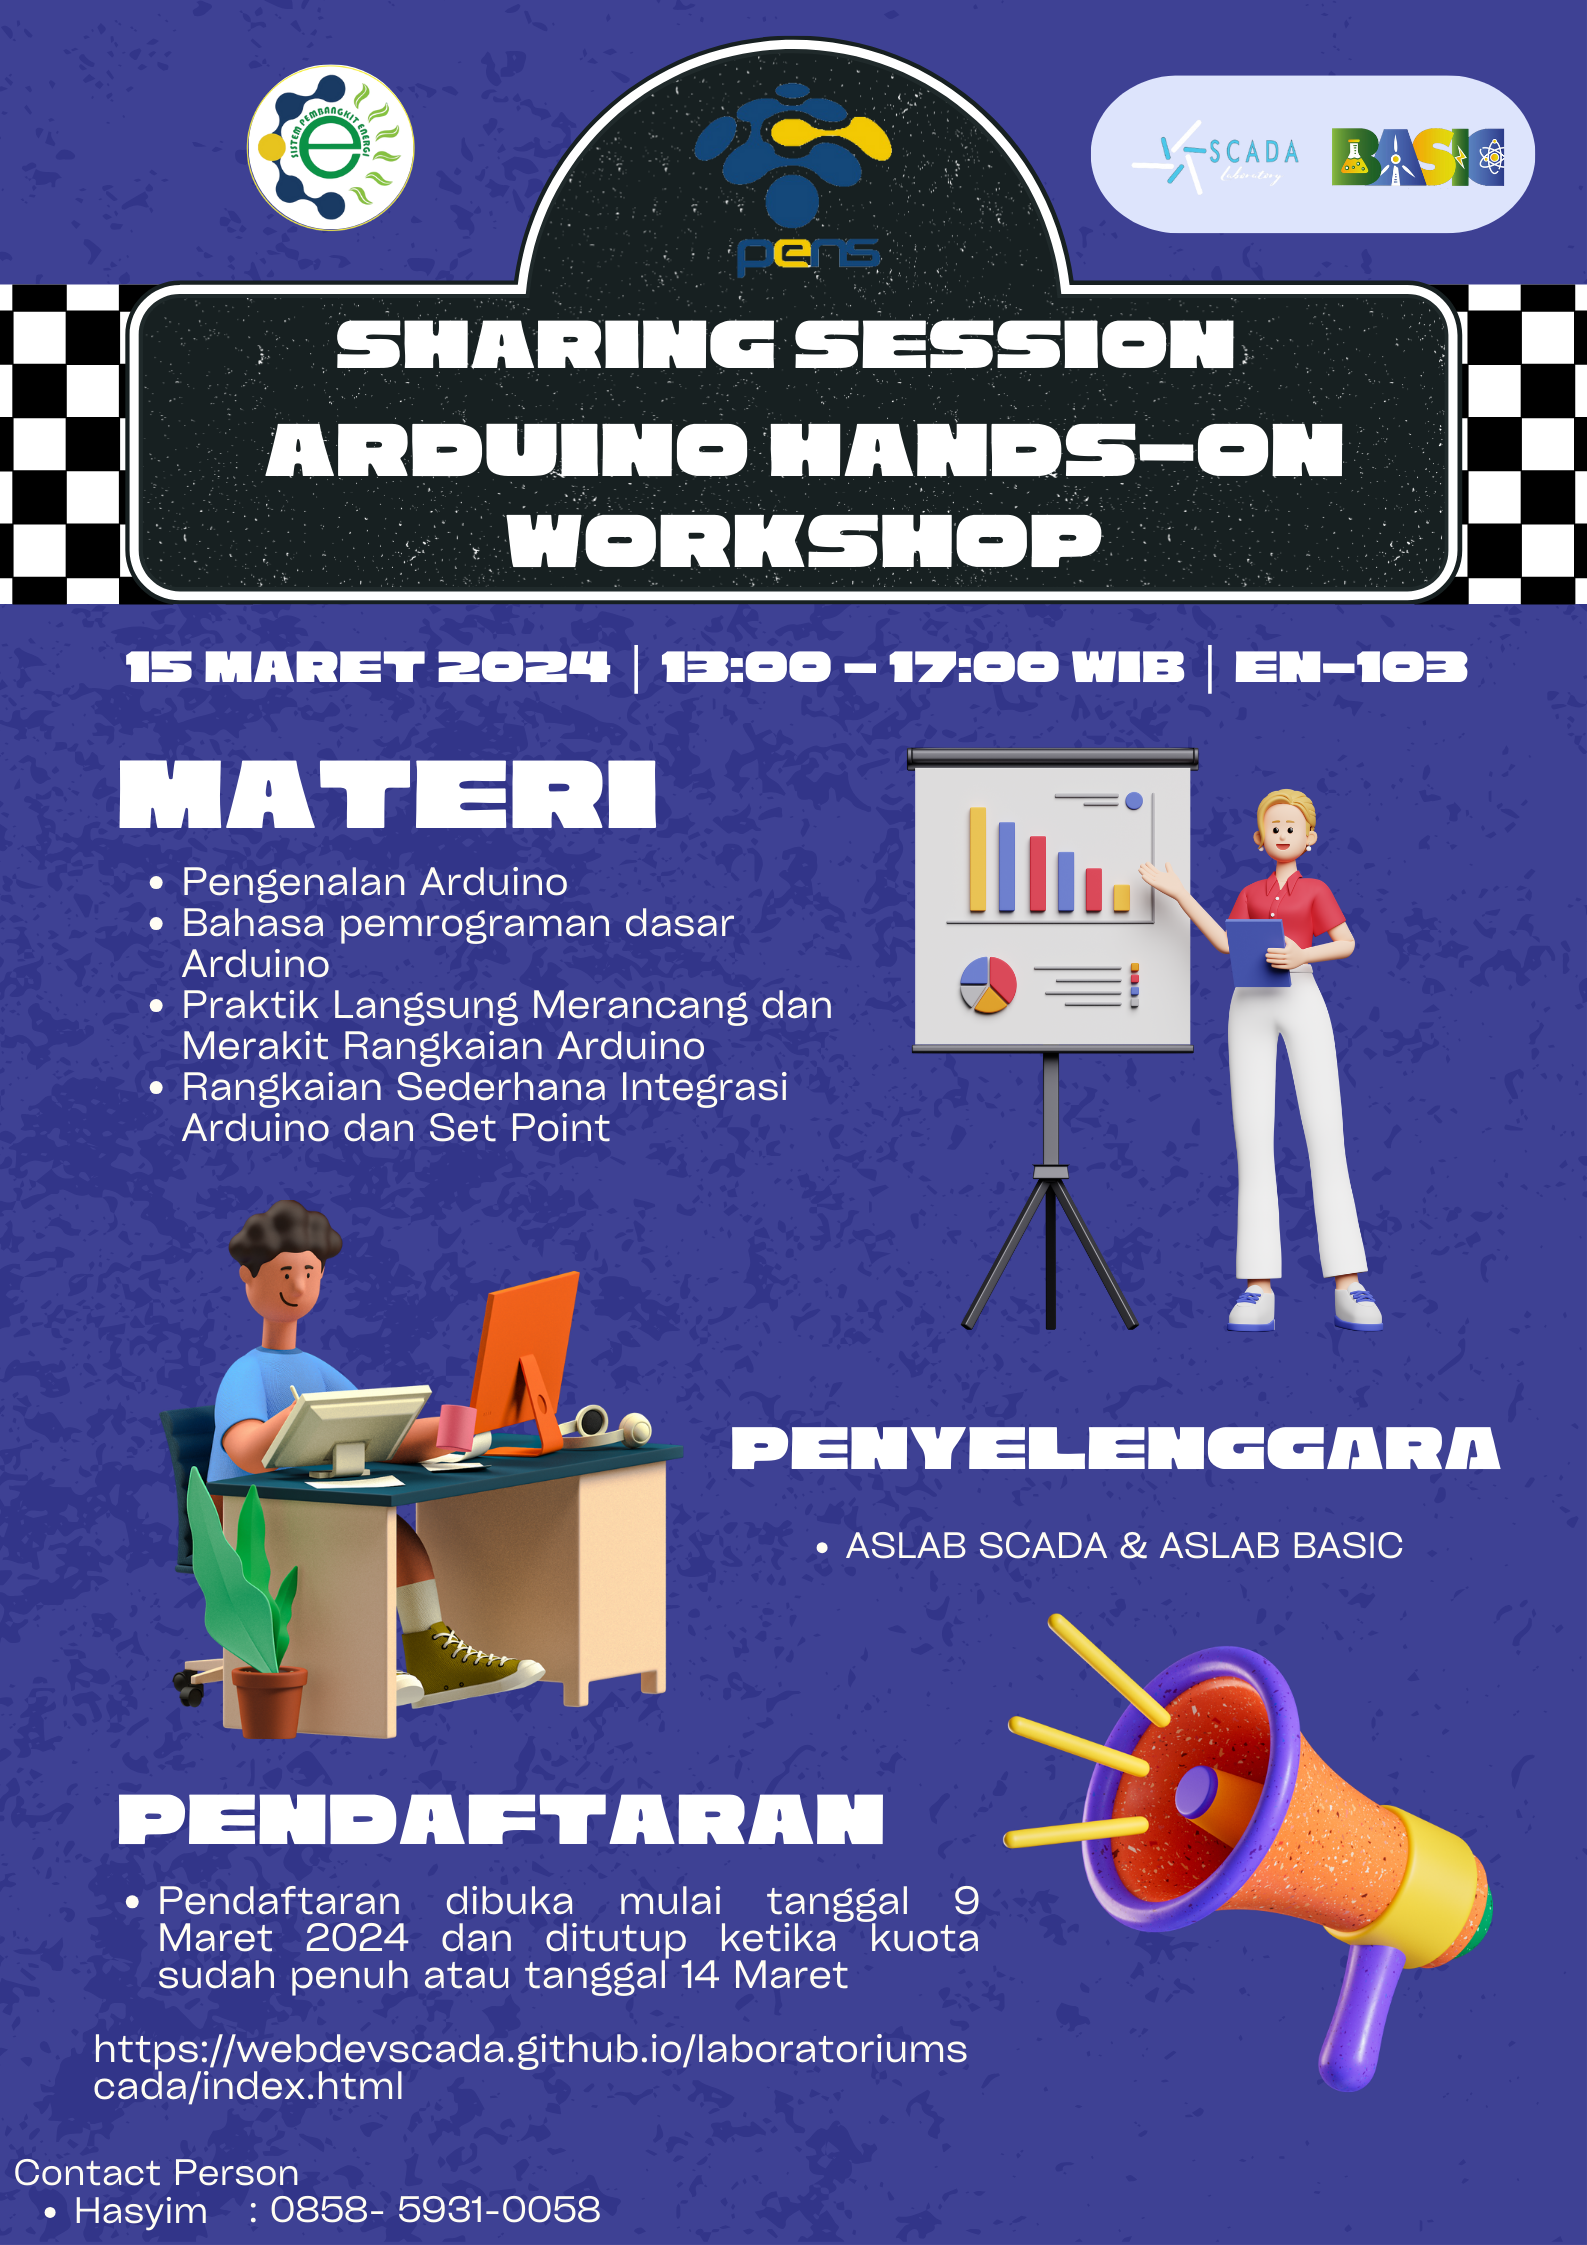 SISTEM PEMBANGKIT ENERGI
e
pens
SCADA
laboratory
BASIC
SHARING SESSION
ARDUINO HANDS-ON
WORKSHOP
15 MARET 2024 | 13:00 - 17:00 WIB | EN-103
MATERI
• Pengenalan Arduino
• Bahasa pemrograman dasar
Arduino
• Praktik Langsung Merancang dan
Merakit Rangkaian Arduino
• Rangkaian Sederhana Integrasi
Arduino dan Set Point
PENYELENGGARA
• ASLAB SCADA & ASLAB BASIC
PENDAFTARAN
• Pendaftaran dibuka mulai tanggal 9
Maret 2024 dan ditutup ketika kuota
sudah penuh atau tanggal 14 Maret
https://webdevscada.github.io/laboratoriums
cada/index.html
Contact Person
• Hasyim : 0858- 5931-0058